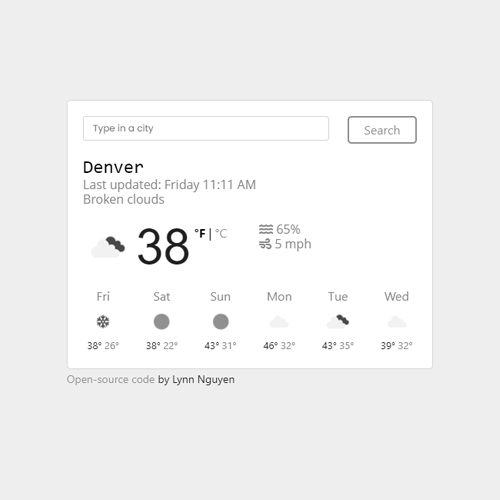 Type in a city
Search
Denver
Last updated: Friday 11:11 AM
Broken clouds
38 °F | °C
65%
5 mph
Fri Sat Sun Mon Tue Wed
38° 26° 38° 22° 43° 31° 46° 32° 43° 35° 39° 32°
Open-source code by Lynn Nguyen